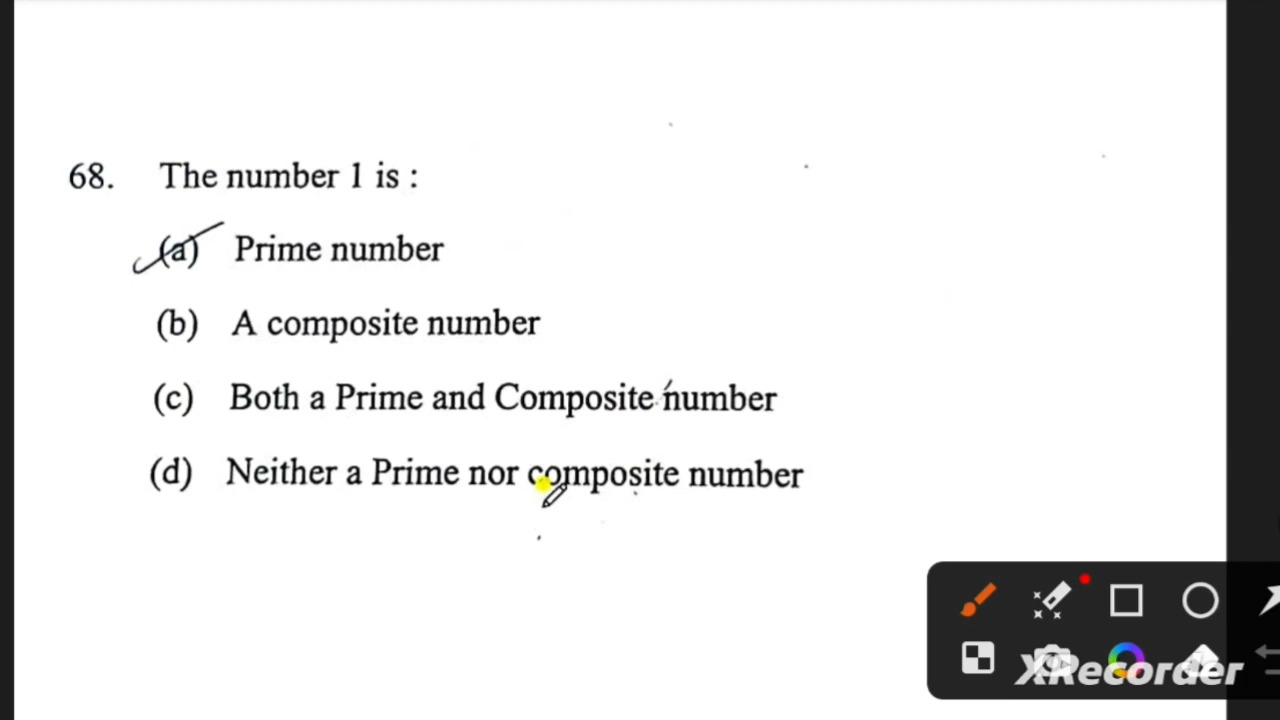 68. The number 1 is :
(a) Prime number
(b) A composite number
(c) Both a Prime and Composite number
(d) Neither a Prime nor composite number
XRecorder